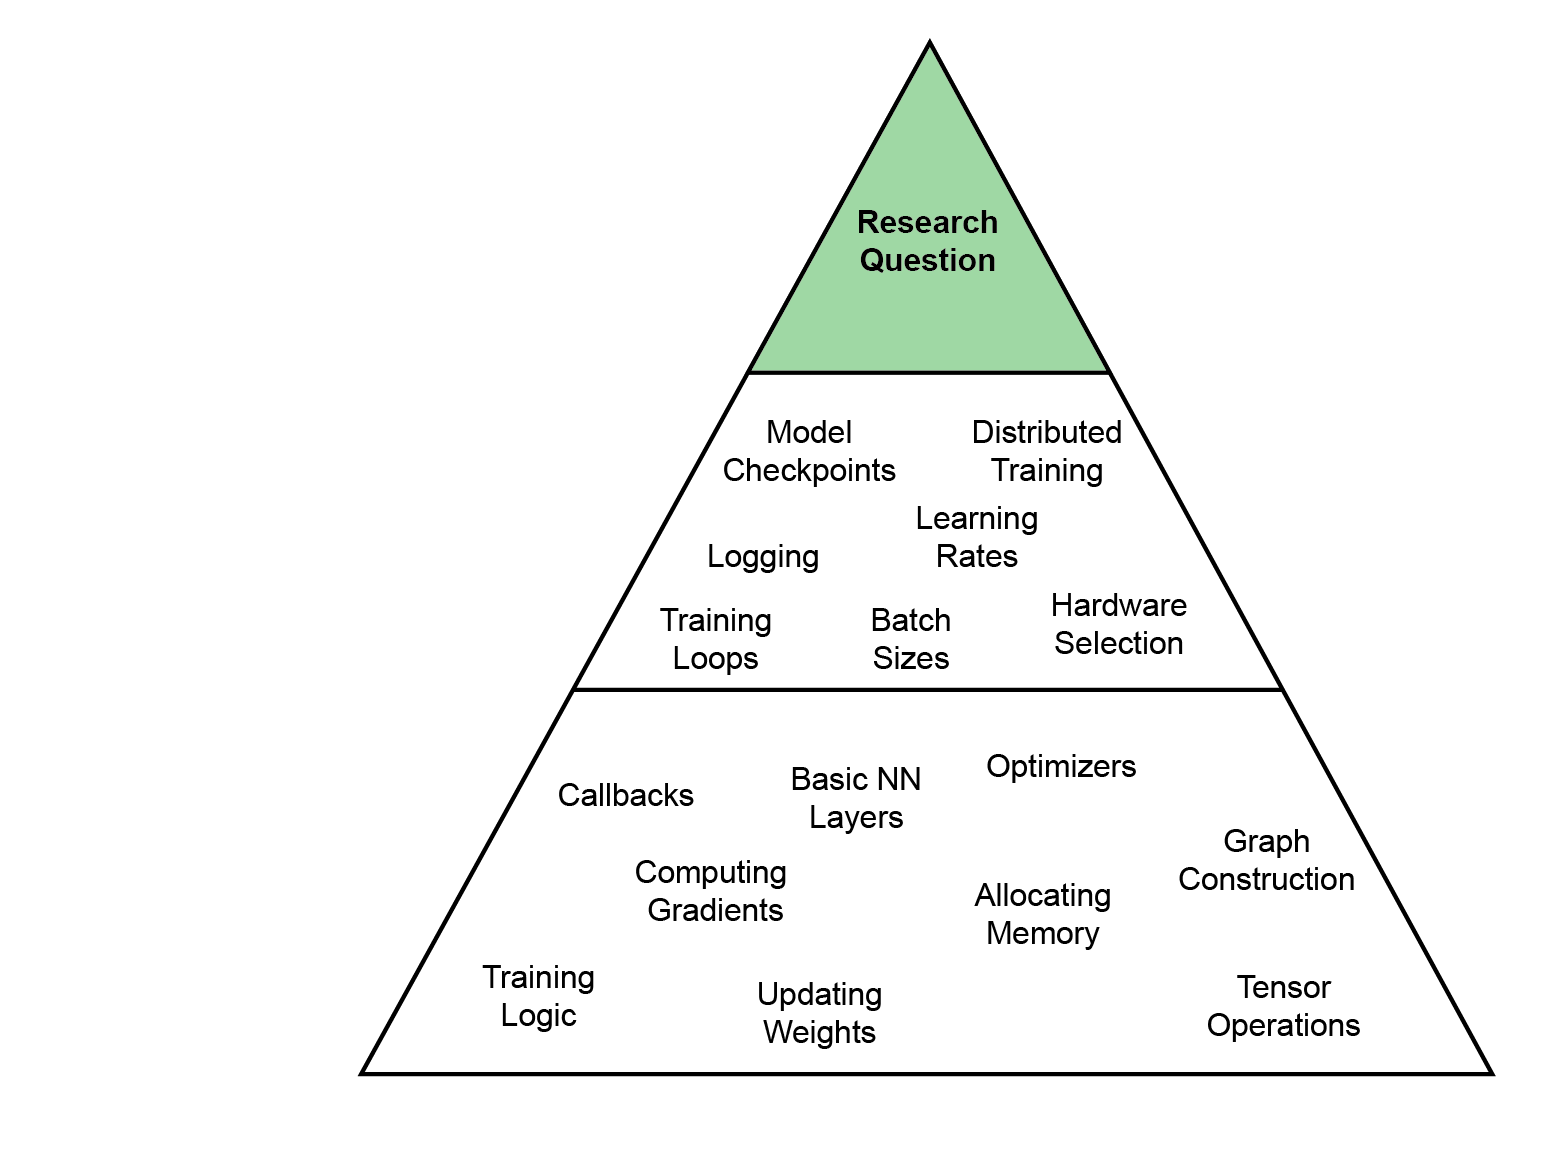 Research
Question
Model
Checkpoints
Distributed
Training
Learning
Rates
Logging
Hardware
Selection
Training
Loops
Batch
Sizes
Optimizers
Basic NN
Layers
Callbacks
Graph
Construction
Computing
Gradients
Allocating
Memory
Training
Logic
Updating
Weights
Tensor
Operations